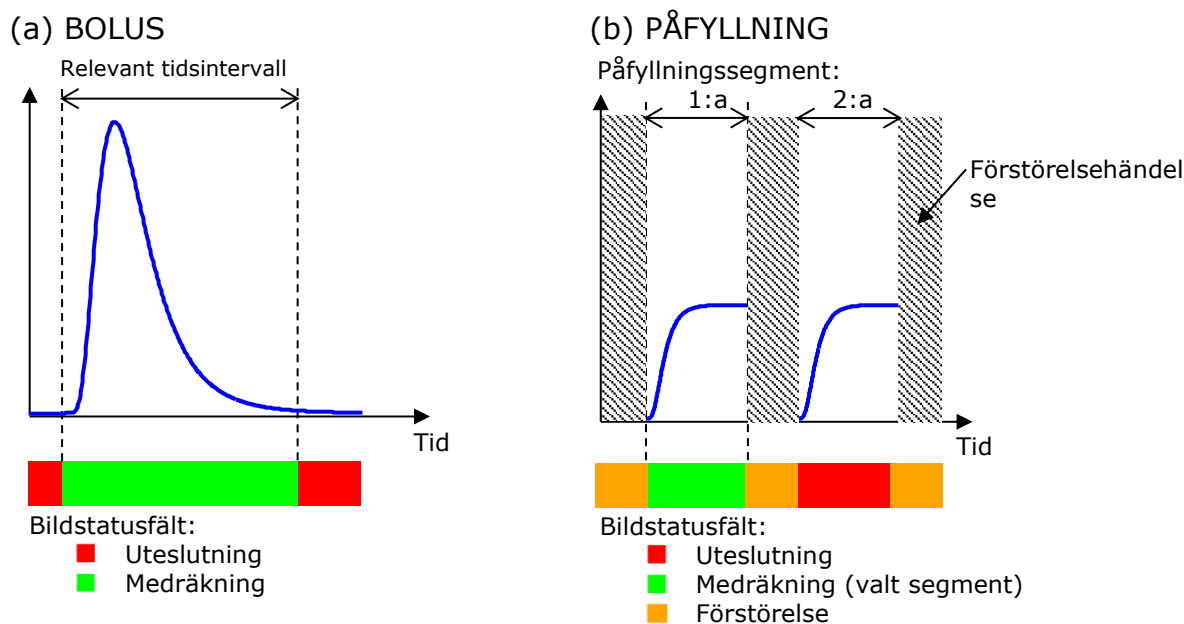 (a) BOLUS
Relevant tidsintervall
Tid
Bildstatusfält:
Uteslutning
Medräkning
(b) PÅFYLLNING
Påfyllningssegment:
1:a
2:a
Förstörelsehändel
se
Tid
Bildstatusfält:
Uteslutning
Medräkning (valt segment)
Förstörelse